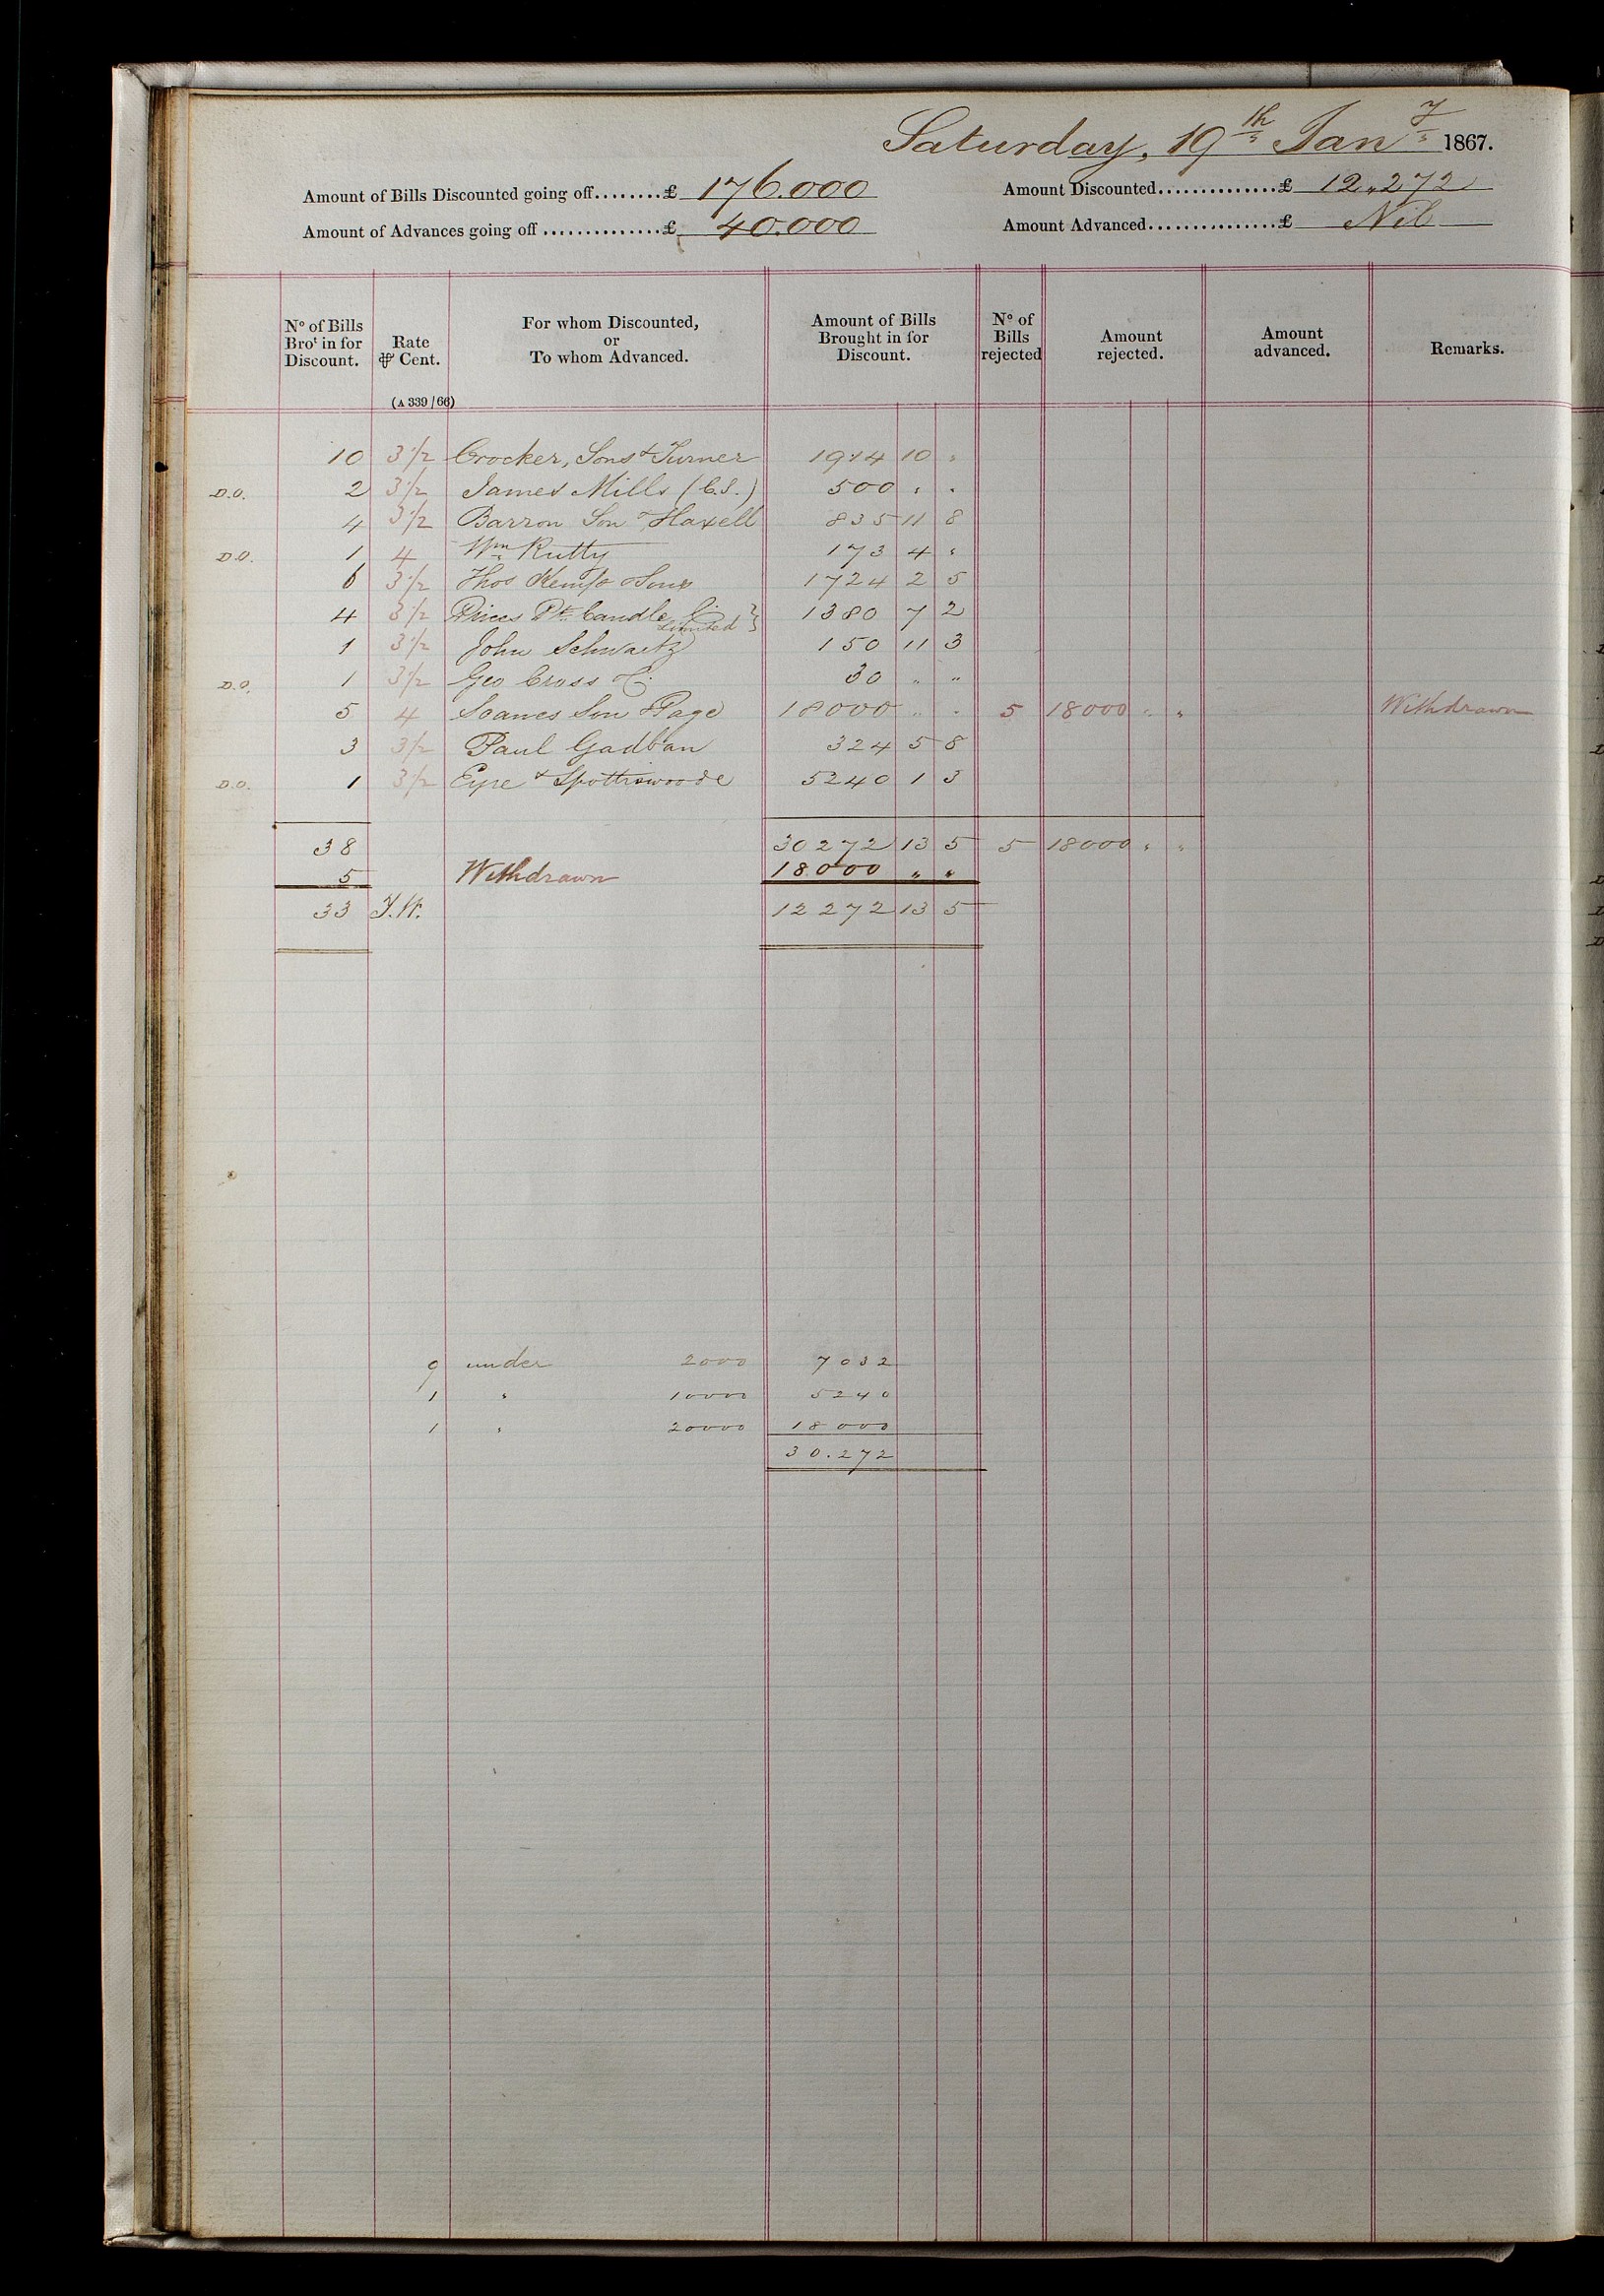 Saturday, 19th Jany 1867.
Amount of Bills Discounted going off........£ 176.000 Amount Discounted..............£ 12,272
Amount of Advances going off..............£ 40.000 Amount Advanced...............£ Nil
No of Bills Brot in for Discount. Rate ⅌ Cent. For whom Discounted, or To whom Advanced. Amount of Bills Brought in for Discount. No of Bills rejected Amount rejected. Amount advanced. Remarks.
(A 339/66)
10 3½ Crocker, Sons & Turner 1914 10 "
D.O. 2 3½ James Mills (C.S.) 500 " "
4 3½ Barron Son & Haxell 835 11 8
D.O. 1 4 Wm Rutty 173 4 "
6 3½ Thos Kemp & Sons 1724 2 5
4 3½ Prices Pt. Candle Co. Limited } 1380 7 2
1 3½ John Schwartz 150 11 3
D.O. 1 3½ Geo Cross & Co. 30 " "
5 4 Soames Son & Page 18000 " " 5 18000 " " Withdrawn
3 3½ Paul Gadban 324 5 8
D.O. 1 3½ Eyre & Spottiswoode 5240 1 3
38 30272 13 5 5 18000 " "
5 Withdrawn 18000 " "
33 J.W. 12272 13 5
9 under 2000 7032
1 " 10000 5240
1 " 20000 18000
30.272